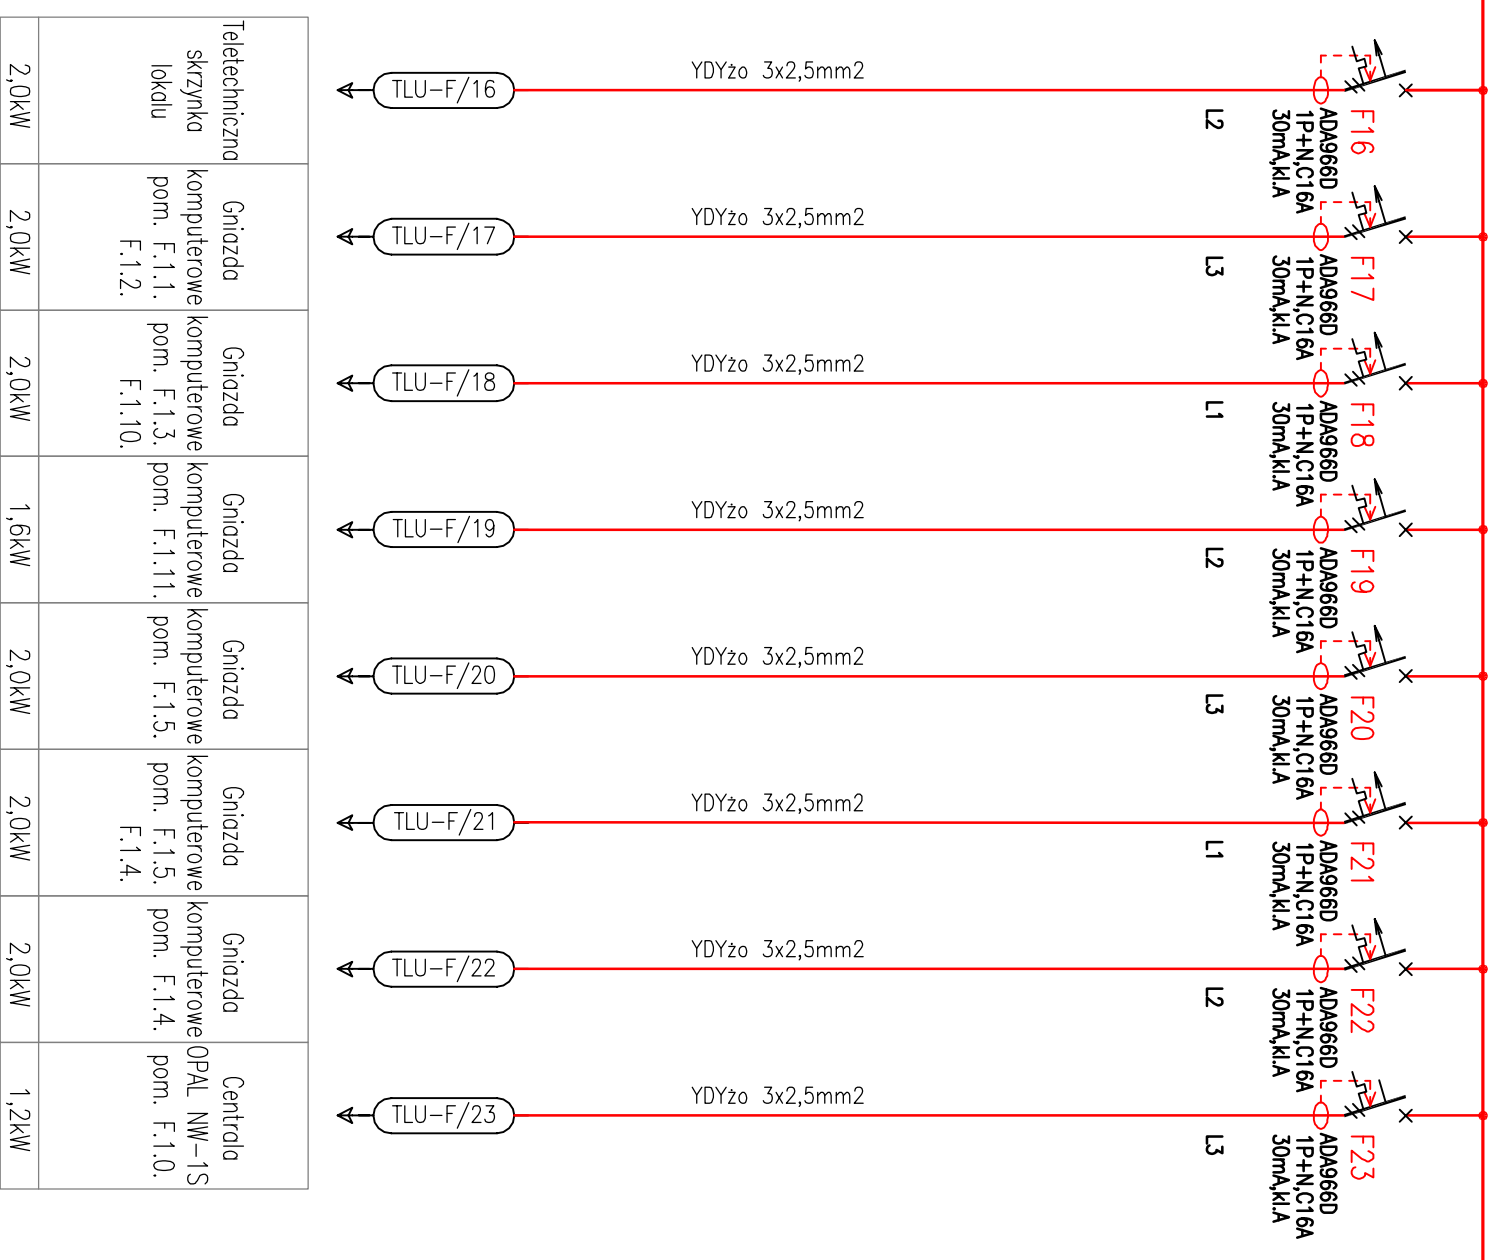 F16
ADA966D
1P+N,C16A
30mA,kl.A
L2
YDYżo 3x2,5mm2
TLU-F/16
Teletechniczna
skrzynka
lokalu
2,0kW
F17
ADA966D
1P+N,C16A
30mA,kl.A
L3
YDYżo 3x2,5mm2
TLU-F/17
Gniazda
komputerowe
pom. F.1.1.
F.1.2.
2,0kW
F18
ADA966D
1P+N,C16A
30mA,kl.A
L1
YDYżo 3x2,5mm2
TLU-F/18
Gniazda
komputerowe
pom. F.1.3.
F.1.10.
2,0kW
F19
ADA966D
1P+N,C16A
30mA,kl.A
L2
YDYżo 3x2,5mm2
TLU-F/19
Gniazda
komputerowe
pom. F.1.11.
1,6kW
F20
ADA966D
1P+N,C16A
30mA,kl.A
L3
YDYżo 3x2,5mm2
TLU-F/20
Gniazda
komputerowe
pom. F.1.5.
2,0kW
F21
ADA966D
1P+N,C16A
30mA,kl.A
L1
YDYżo 3x2,5mm2
TLU-F/21
Gniazda
komputerowe
pom. F.1.5.
F.1.4.
2,0kW
F22
ADA966D
1P+N,C16A
30mA,kl.A
L2
YDYżo 3x2,5mm2
TLU-F/22
Gniazda
komputerowe
pom. F.1.4.
2,0kW
F23
ADA966D
1P+N,C16A
30mA,kl.A
L3
YDYżo 3x2,5mm2
TLU-F/23
Centrala
OPAL NW-1S
pom. F.1.0.
1,2kW